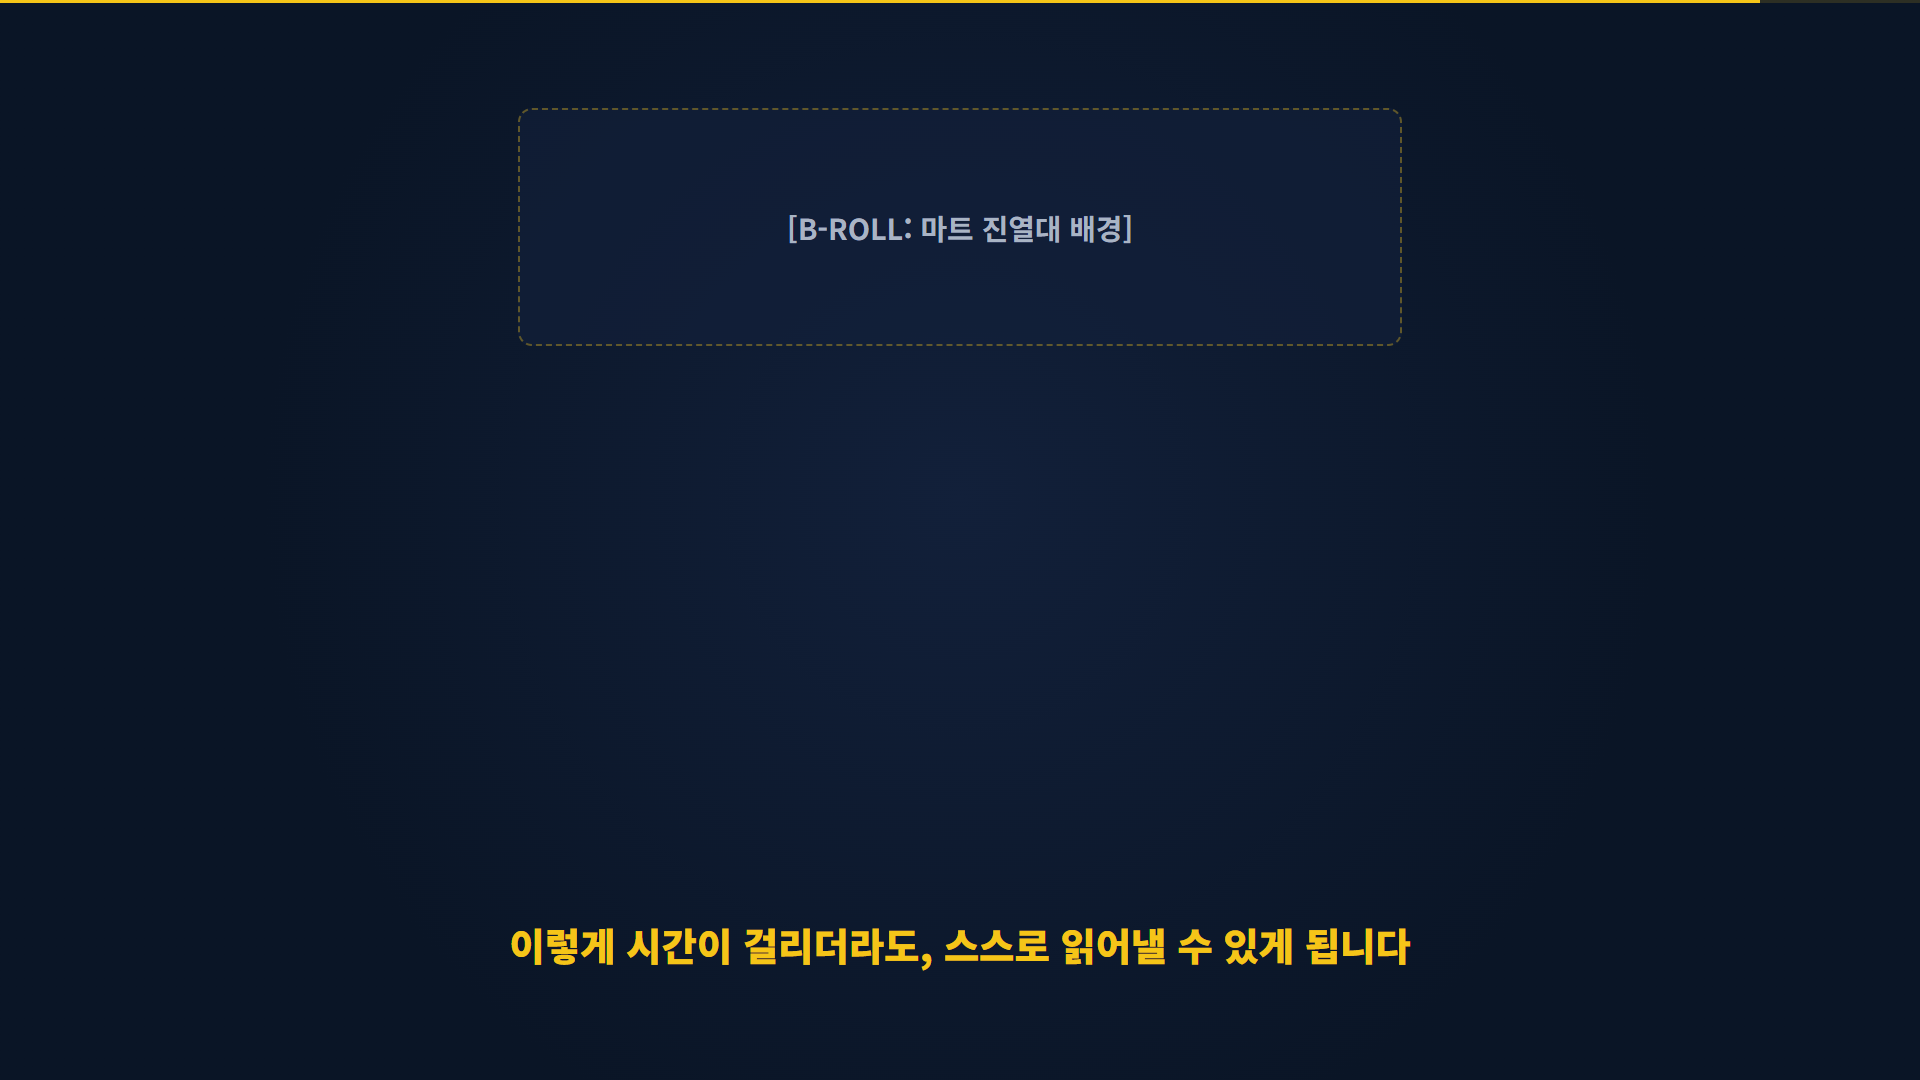 [B-ROLL: 마트 진열대 배경]
이렇게 시간이 걸리더라도, 스스로 읽어낼 수 있게 됩니다